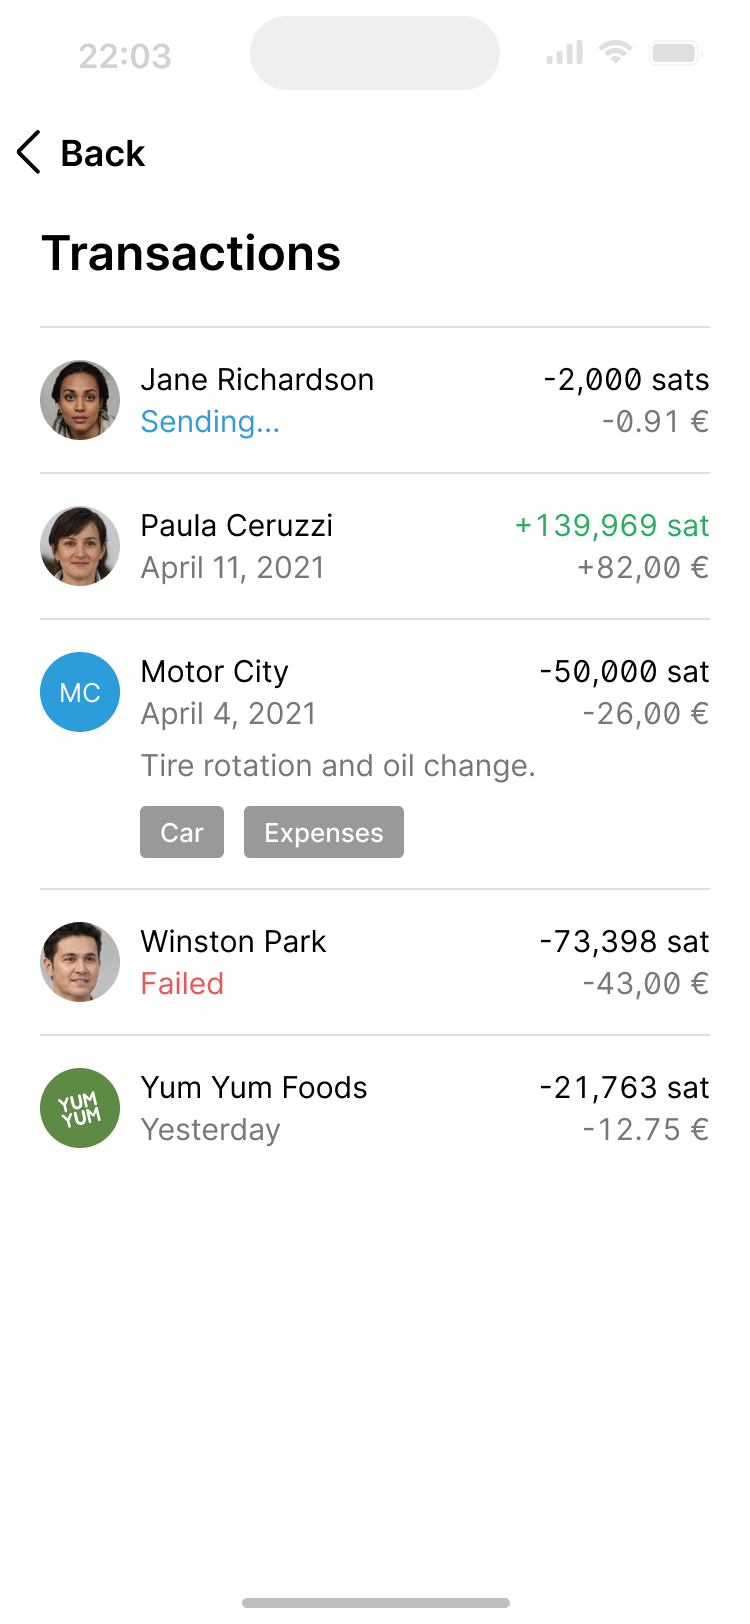 22:03
Back
Transactions
Jane Richardson -2,000 sats
Sending... -0.91 €
Paula Ceruzzi +139,969 sat
April 11, 2021 +82,00 €
MC
Motor City -50,000 sat
April 4, 2021 -26,00 €
Tire rotation and oil change.
Car Expenses
Winston Park -73,398 sat
Failed -43,00 €
YUM
YUM
Yum Yum Foods -21,763 sat
Yesterday -12.75 €